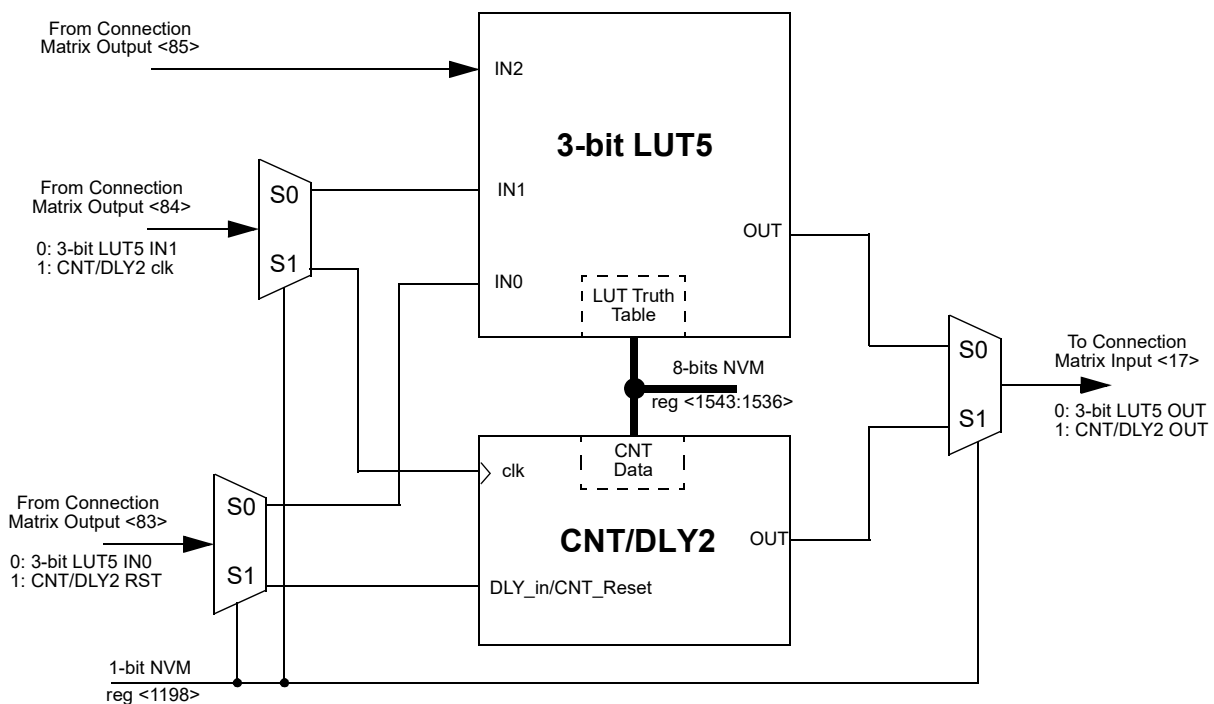 From Connection
Matrix Output <85>
IN2
3-bit LUT5
From Connection
Matrix Output <84>
0: 3-bit LUT5 IN1
1: CNT/DLY2 clk
S0
S1
IN1
IN0
OUT
LUT Truth
Table
8-bits NVM
reg <1543:1536>
S0
S1
To Connection
Matrix Input <17>
0: 3-bit LUT5 OUT
1: CNT/DLY2 OUT
From Connection
Matrix Output <83>
0: 3-bit LUT5 IN0
1: CNT/DLY2 RST
S0
S1
clk
CNT
Data
CNT/DLY2
OUT
DLY_in/CNT_Reset
1-bit NVM
reg <1198>